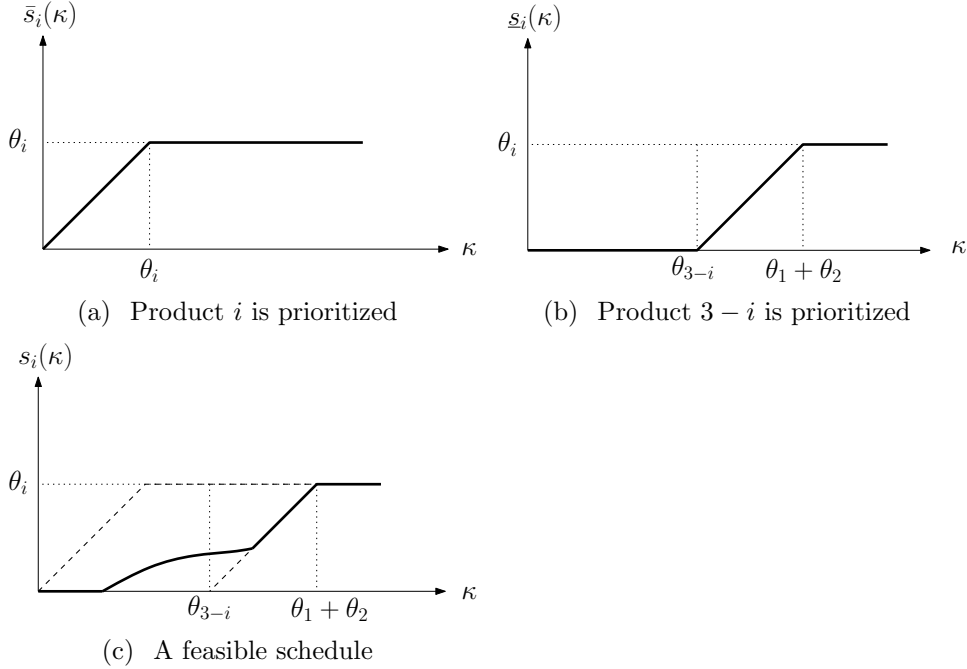 s̄ᵢ(κ)
θᵢ
θᵢ
κ
(a) Product i is prioritized
s̲ᵢ(κ)
θᵢ
θ₃₋ᵢ
θ₁ + θ₂
κ
(b) Product 3 − i is prioritized
sᵢ(κ)
θᵢ
θ₃₋ᵢ
θ₁ + θ₂
κ
(c) A feasible schedule